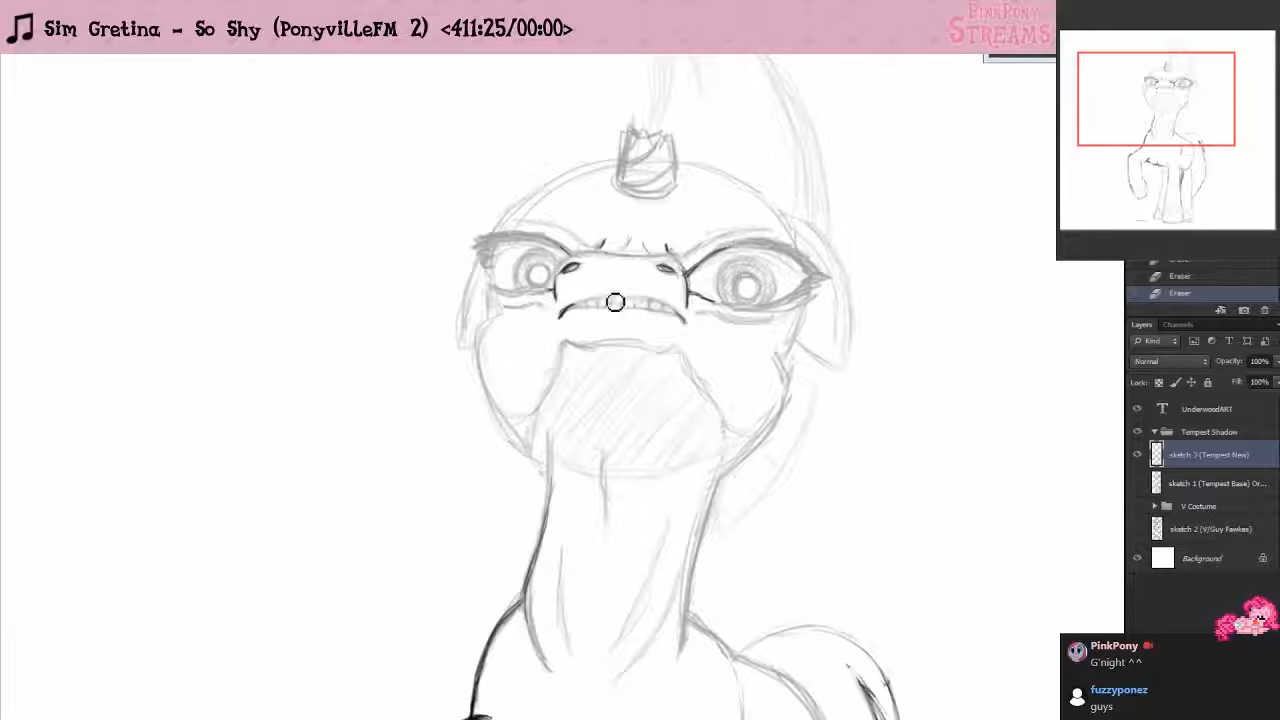 Sim Gretina - So Shy (PonyvilleFM 2) <411:25/00:00>
PinkPony
Streams
Eraser
Eraser
Layers Channels
Kind
Normal Opacity: 100%
Lock: Fill: 100%
UnderwoodART
Tempest Shadow
sketch 3 (Tempest New)
sketch 1 (Tempest Base) Or...
V Costume
sketch 2 (V/Guy Fawkes)
Background
PinkPony
G'night ^^
fuzzyponez
guys